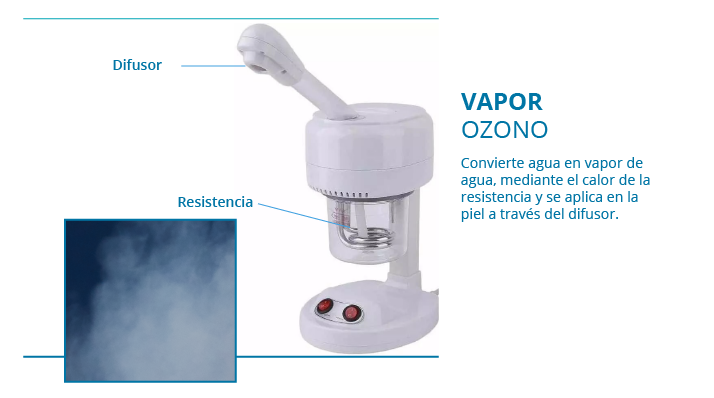 Difusor
Resistencia
VAPOR
OZONO
Convierte agua en vapor de
agua, mediante el calor de la
resistencia y se aplica en la
piel a través del difusor.